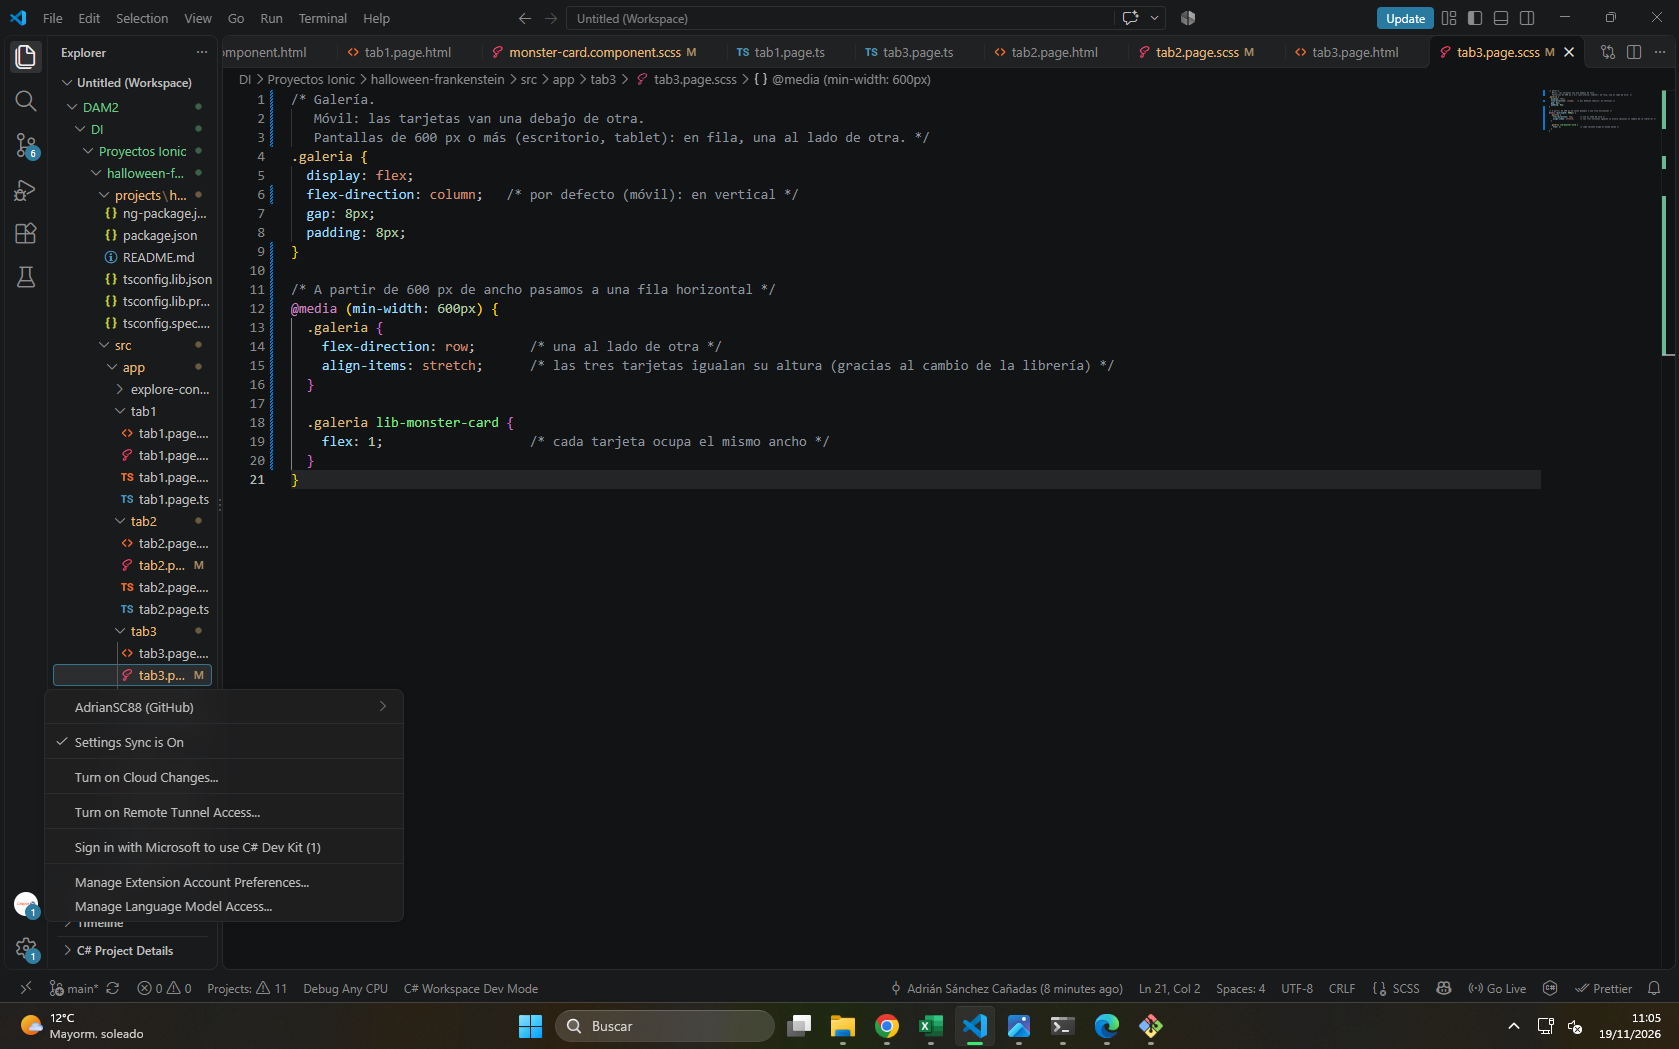 File Edit Selection View Go Run Terminal Help
Untitled (Workspace)
Update
Explorer
mponent.html
tab1.page.html
monster-card.component.scss M
tab1.page.ts
tab3.page.ts
tab2.page.html
tab2.page.scss M
tab3.page.html
tab3.page.scss M
DI > Proyectos Ionic > halloween-frankenstein > src > app > tab3 > tab3.page.scss > { } @media (min-width: 600px)
Untitled (Workspace)
DAM2
DI
Proyectos Ionic
halloween-f...
projects\h...
ng-package.j...
package.json
README.md
tsconfig.lib.json
tsconfig.lib.pr...
tsconfig.spec....
src
app
explore-con...
tab1
tab1.page....
tab1.page....
tab1.page....
tab1.page.ts
tab2
tab2.page....
tab2.p... M
tab2.page....
tab2.page.ts
tab3
tab3.page....
tab3.p... M
1 /* Galería.
2 Móvil: las tarjetas van una debajo de otra.
3 Pantallas de 600 px o más (escritorio, tablet): en fila, una al lado de otra. */
4 .galeria {
5 display: flex;
6 flex-direction: column; /* por defecto (móvil): en vertical */
7 gap: 8px;
8 padding: 8px;
9 }
10
11 /* A partir de 600 px de ancho pasamos a una fila horizontal */
12 @media (min-width: 600px) {
13 .galeria {
14 flex-direction: row; /* una al lado de otra */
15 align-items: stretch; /* las tres tarjetas igualan su altura (gracias al cambio de la librería) */
16 }
17
18 .galeria lib-monster-card {
19 flex: 1; /* cada tarjeta ocupa el mismo ancho */
20 }
21 }
6
AdrianSC88 (GitHub)
Settings Sync is On
Turn on Cloud Changes...
Turn on Remote Tunnel Access...
Sign in with Microsoft to use C# Dev Kit (1)
Manage Extension Account Preferences...
Manage Language Model Access...
1
Timeline
C# Project Details
1
main* 0 0 Projects: 11 Debug Any CPU C# Workspace Dev Mode
Adrián Sánchez Cañadas (8 minutes ago) Ln 21, Col 2 Spaces: 4 UTF-8 CRLF { } SCSS Go Live Prettier
12°C
Mayorm. soleado
Buscar
11:05
19/11/2026